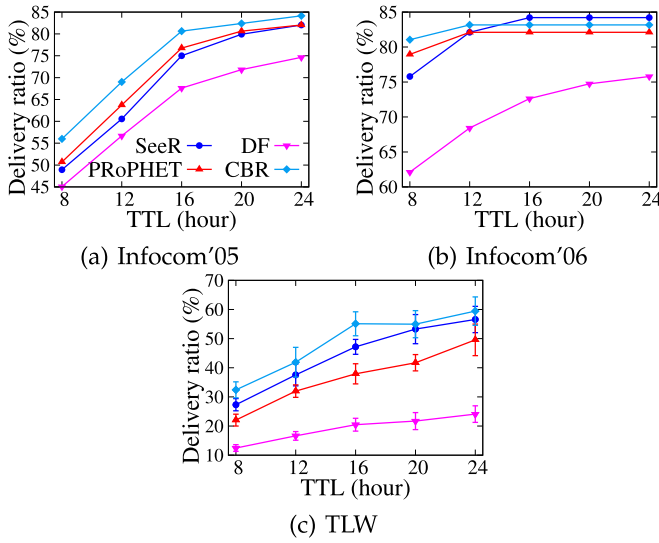 Delivery ratio (%)
85
80
75
70
65
60
55
50
45
8 12 16 20 24
TTL (hour)
SeeR DF
PRoPHET CBR
(a) Infocom'05
Delivery ratio (%)
85
80
75
70
65
60
8 12 16 20 24
TTL (hour)
(b) Infocom'06
Delivery ratio (%)
70
60
50
40
30
20
10
8 12 16 20 24
TTL (hour)
(c) TLW